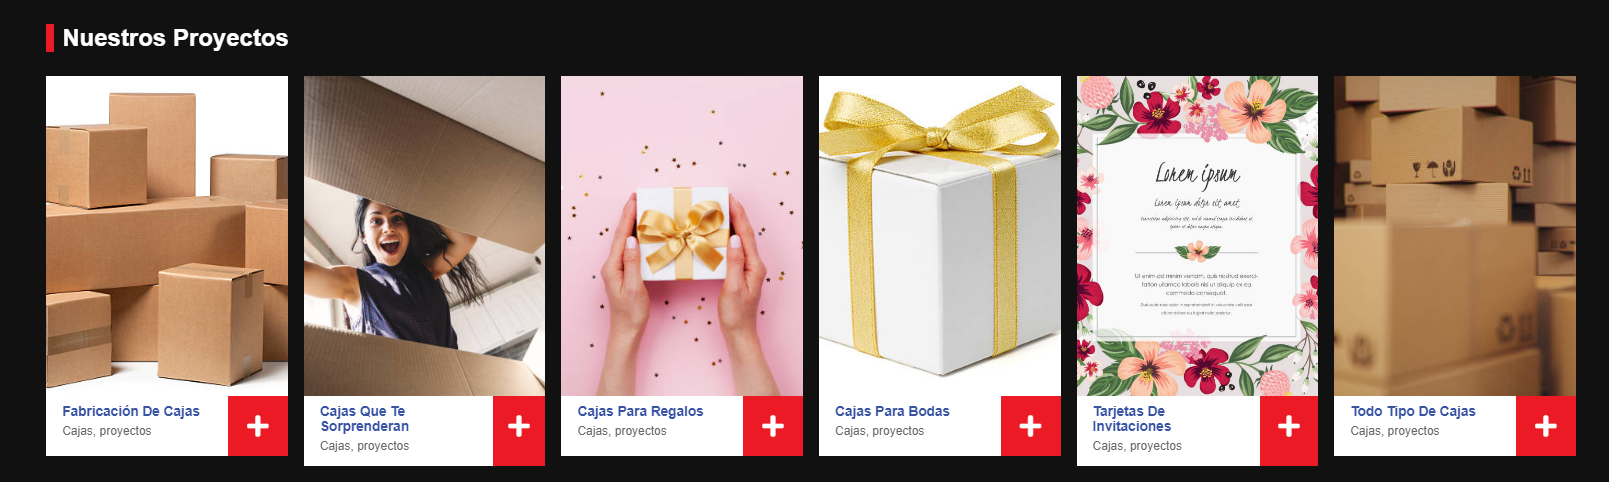 Nuestros Proyectos
Lorem ipsum
Lorem ipsum dolor sit amet,
Ut enim ad minim veniam, quis nostrud exerci-
tation ullamco laboris nisi ut aliquip ex ea
commodo consequat.
Fabricación De Cajas
Cajas, proyectos
Cajas Que Te
Sorprenderan
Cajas, proyectos
Cajas Para Regalos
Cajas, proyectos
Cajas Para Bodas
Cajas, proyectos
Tarjetas De
Invitaciones
Cajas, proyectos
Todo Tipo De Cajas
Cajas, proyectos